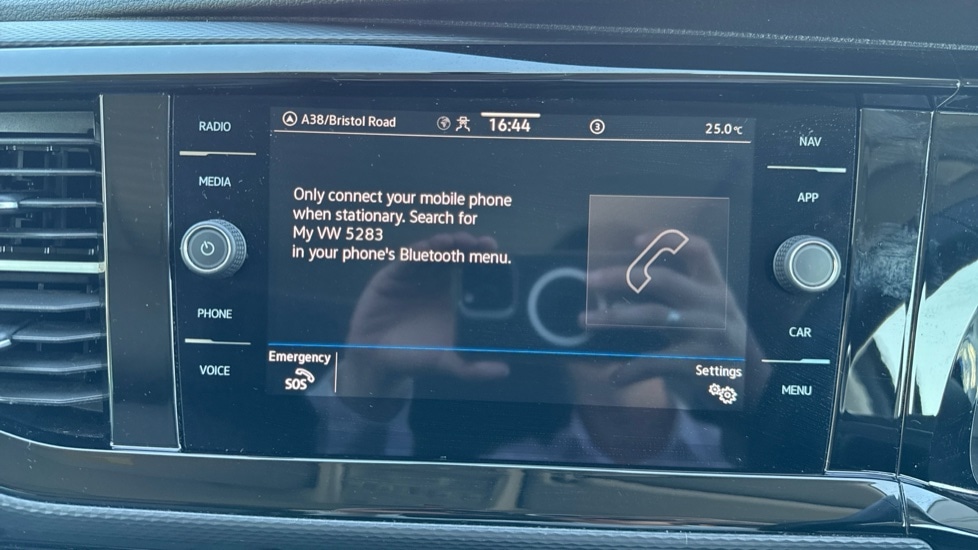 A38/Bristol Road 16:44 3 25.0°C
RADIO
MEDIA
PHONE
VOICE
Only connect your mobile phone
when stationary. Search for
My VW 5283
in your phone's Bluetooth menu.
Emergency
SOS
Settings
NAV
APP
CAR
MENU